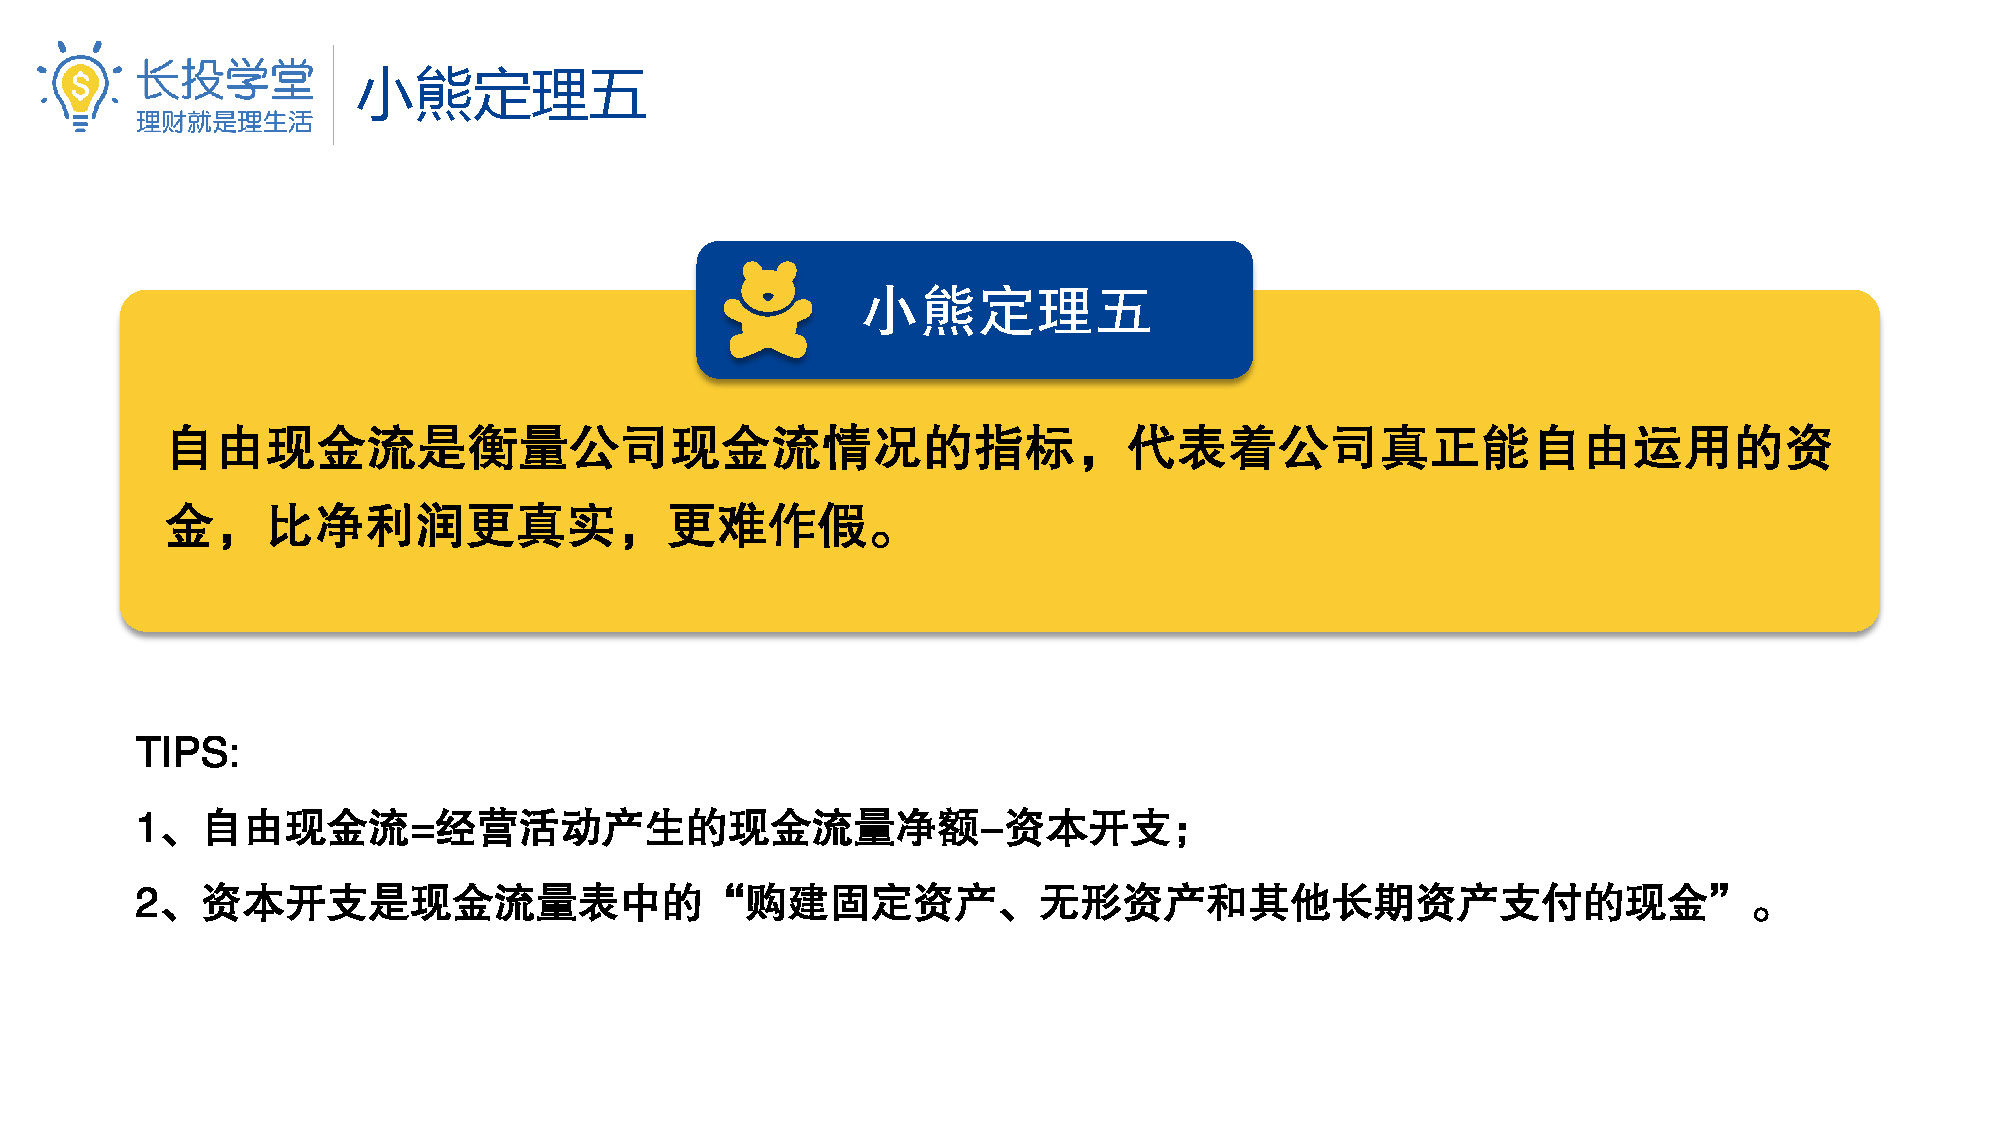 长投学堂
理财就是理生活
小熊定理五
小熊定理五
自由现金流是衡量公司现金流情况的指标，代表着公司真正能自由运用的资
金，比净利润更真实，更难作假。
TIPS:
1、自由现金流=经营活动产生的现金流量净额-资本开支；
2、资本开支是现金流量表中的“购建固定资产、无形资产和其他长期资产支付的现金”。